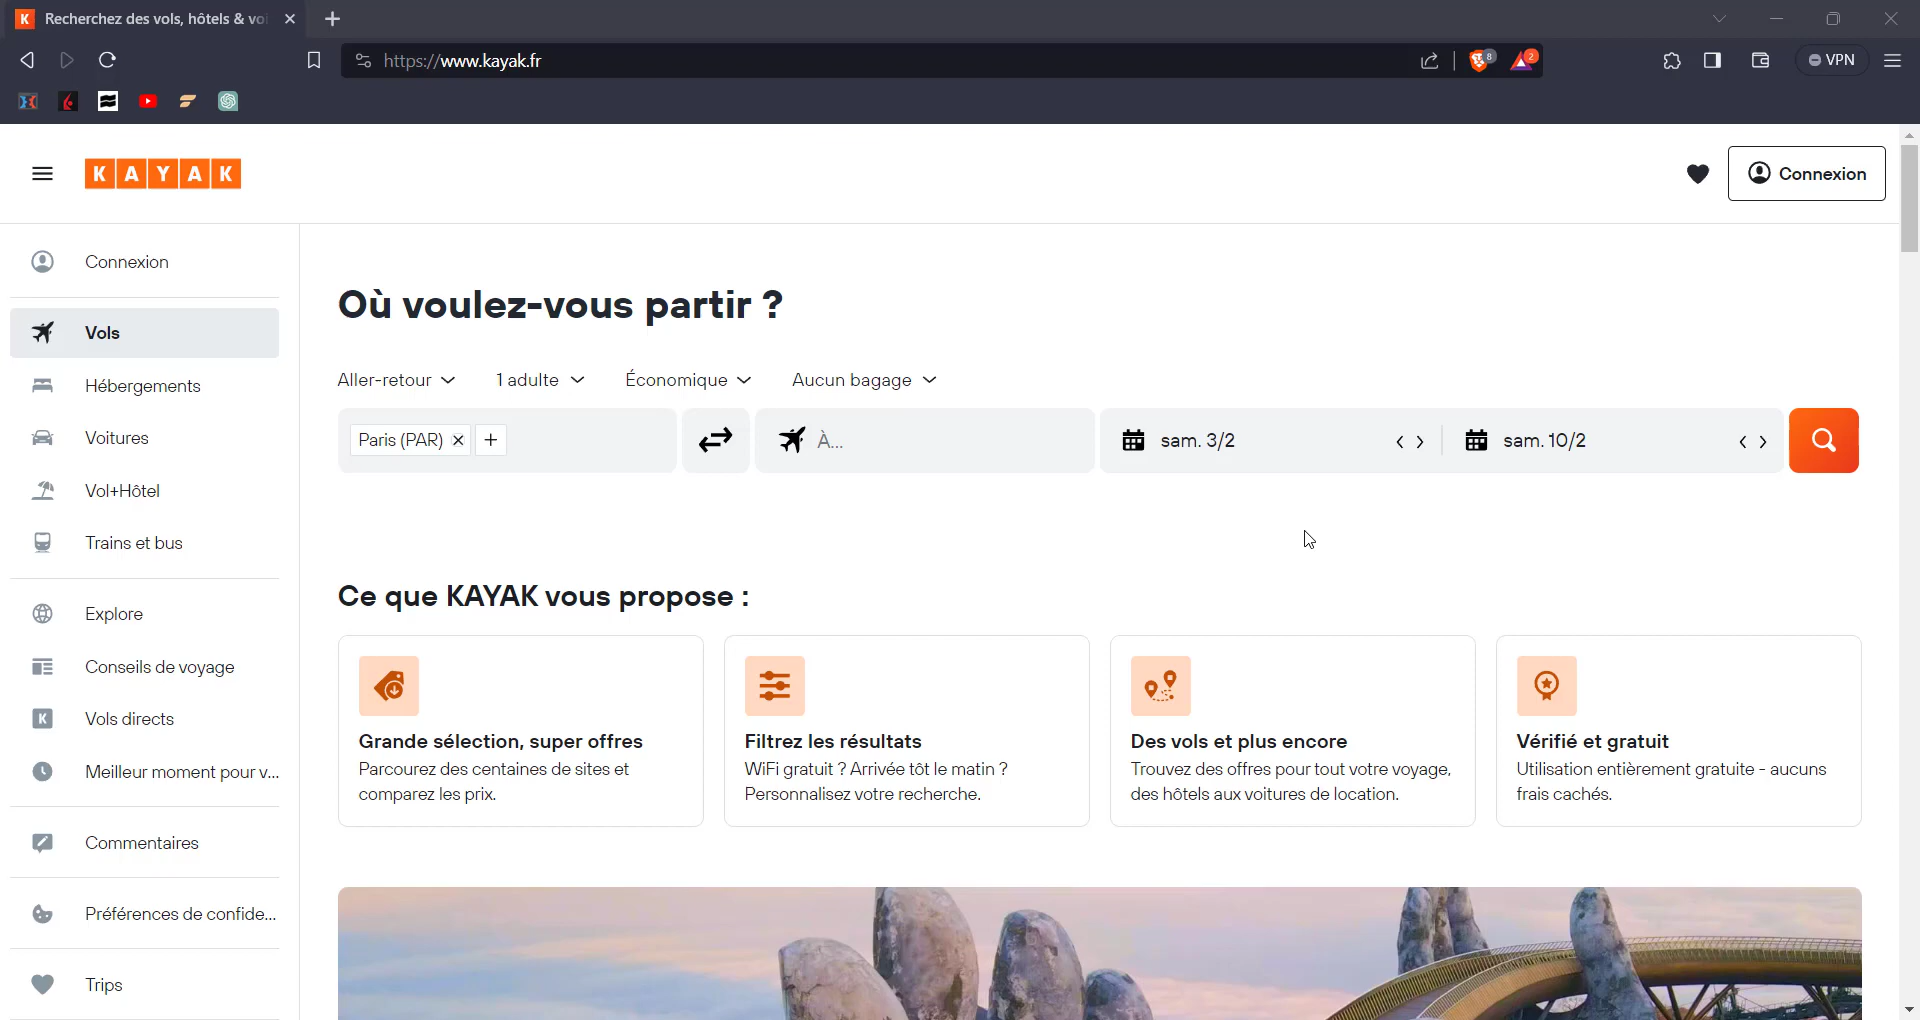 Recherchez des vols, hôtels & vo
https://www.kayak.fr
8
2
VPN
KAYAK
Connexion
Connexion
Vols
Hébergements
Voitures
Vol+Hôtel
Trains et bus
Explore
Conseils de voyage
Vols directs
Meilleur moment pour v...
Commentaires
Préférences de confide...
Trips
Où voulez-vous partir ?
Aller-retour 1 adulte Économique Aucun bagage
Paris (PAR) À... sam. 3/2 sam. 10/2
Ce que KAYAK vous propose :
Grande sélection, super offres
Parcourez des centaines de sites et
comparez les prix.
Filtrez les résultats
WiFi gratuit ? Arrivée tôt le matin ?
Personnalisez votre recherche.
Des vols et plus encore
Trouvez des offres pour tout votre voyage,
des hôtels aux voitures de location.
Vérifié et gratuit
Utilisation entièrement gratuite - aucuns
frais cachés.